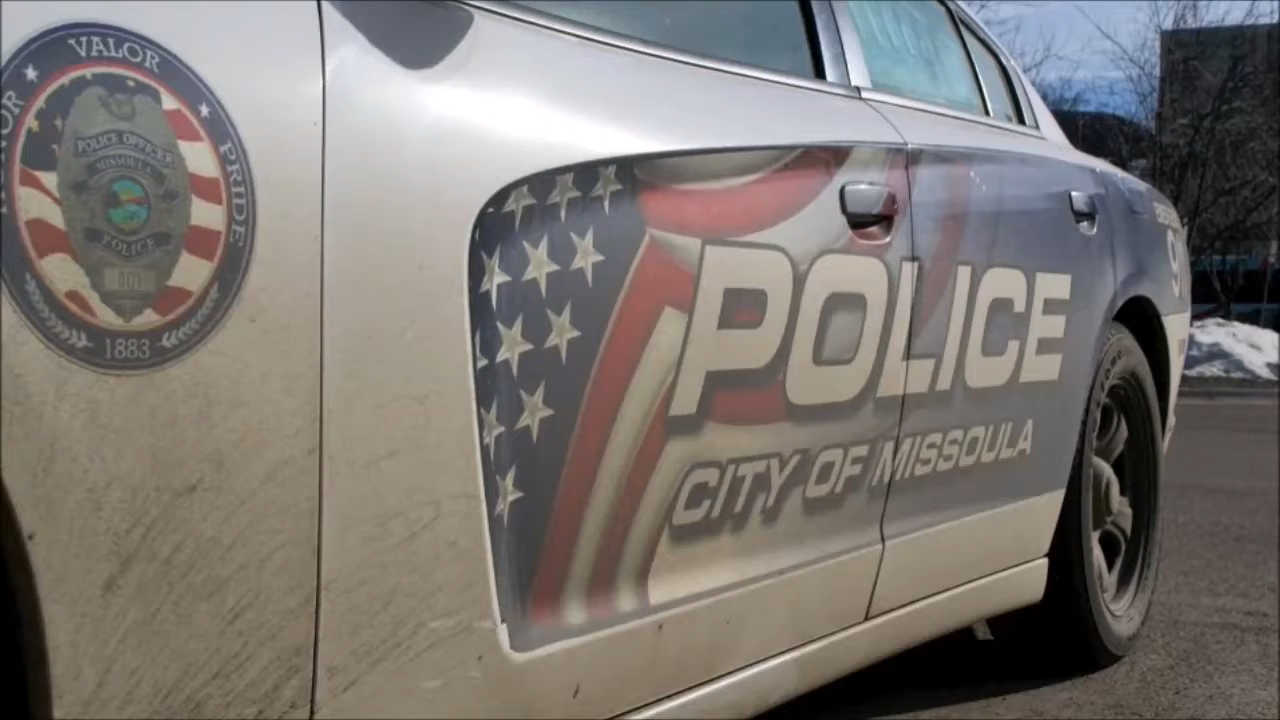 VALOR
PRIDE
POLICE OFFICER
MISSOULA
POLICE
001
1883
POLICE
CITY OF MISSOULA